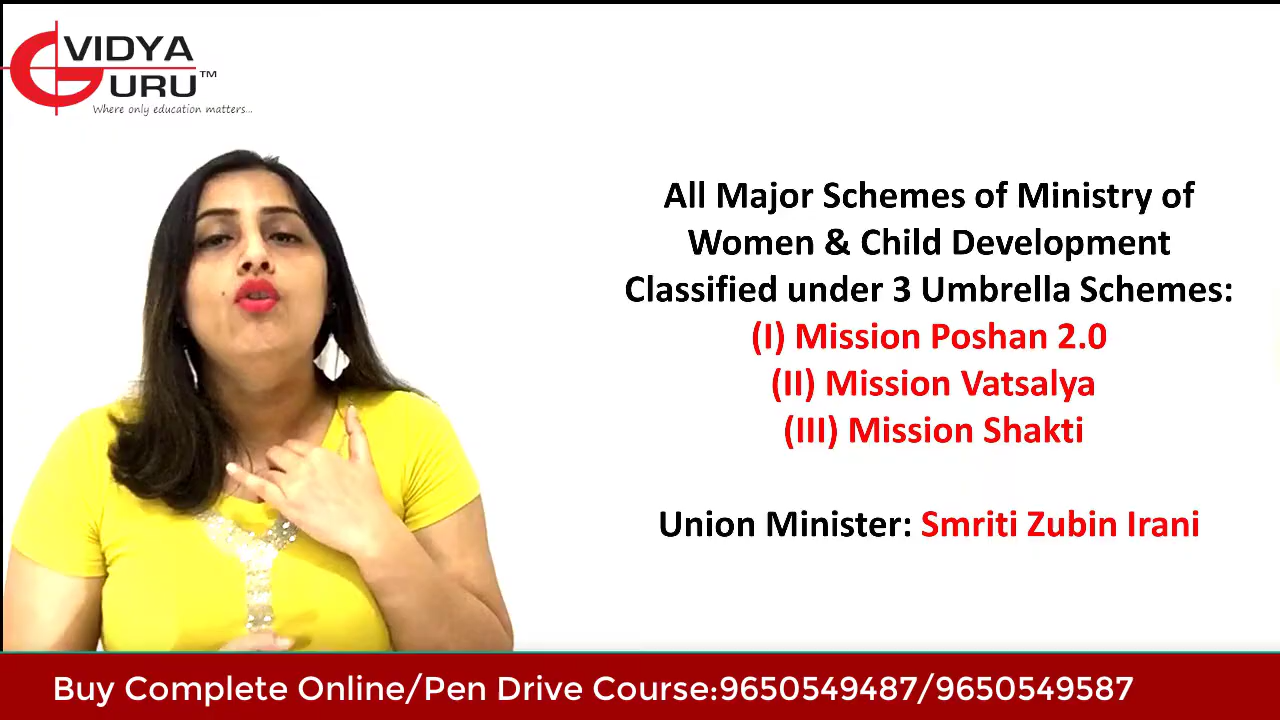 VIDYA
GURU™
Where only education matters...
All Major Schemes of Ministry of
Women & Child Development
Classified under 3 Umbrella Schemes:
(I) Mission Poshan 2.0
(II) Mission Vatsalya
(III) Mission Shakti
Union Minister: Smriti Zubin Irani
Buy Complete Online/Pen Drive Course:9650549487/9650549587